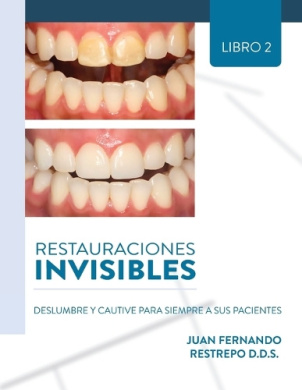 LIBRO 2
RESTAURACIONES
INVISIBLES
DESLUMBRE Y CAUTIVE PARA SIEMPRE A SUS PACIENTES
JUAN FERNANDO
RESTREPO D.D.S.